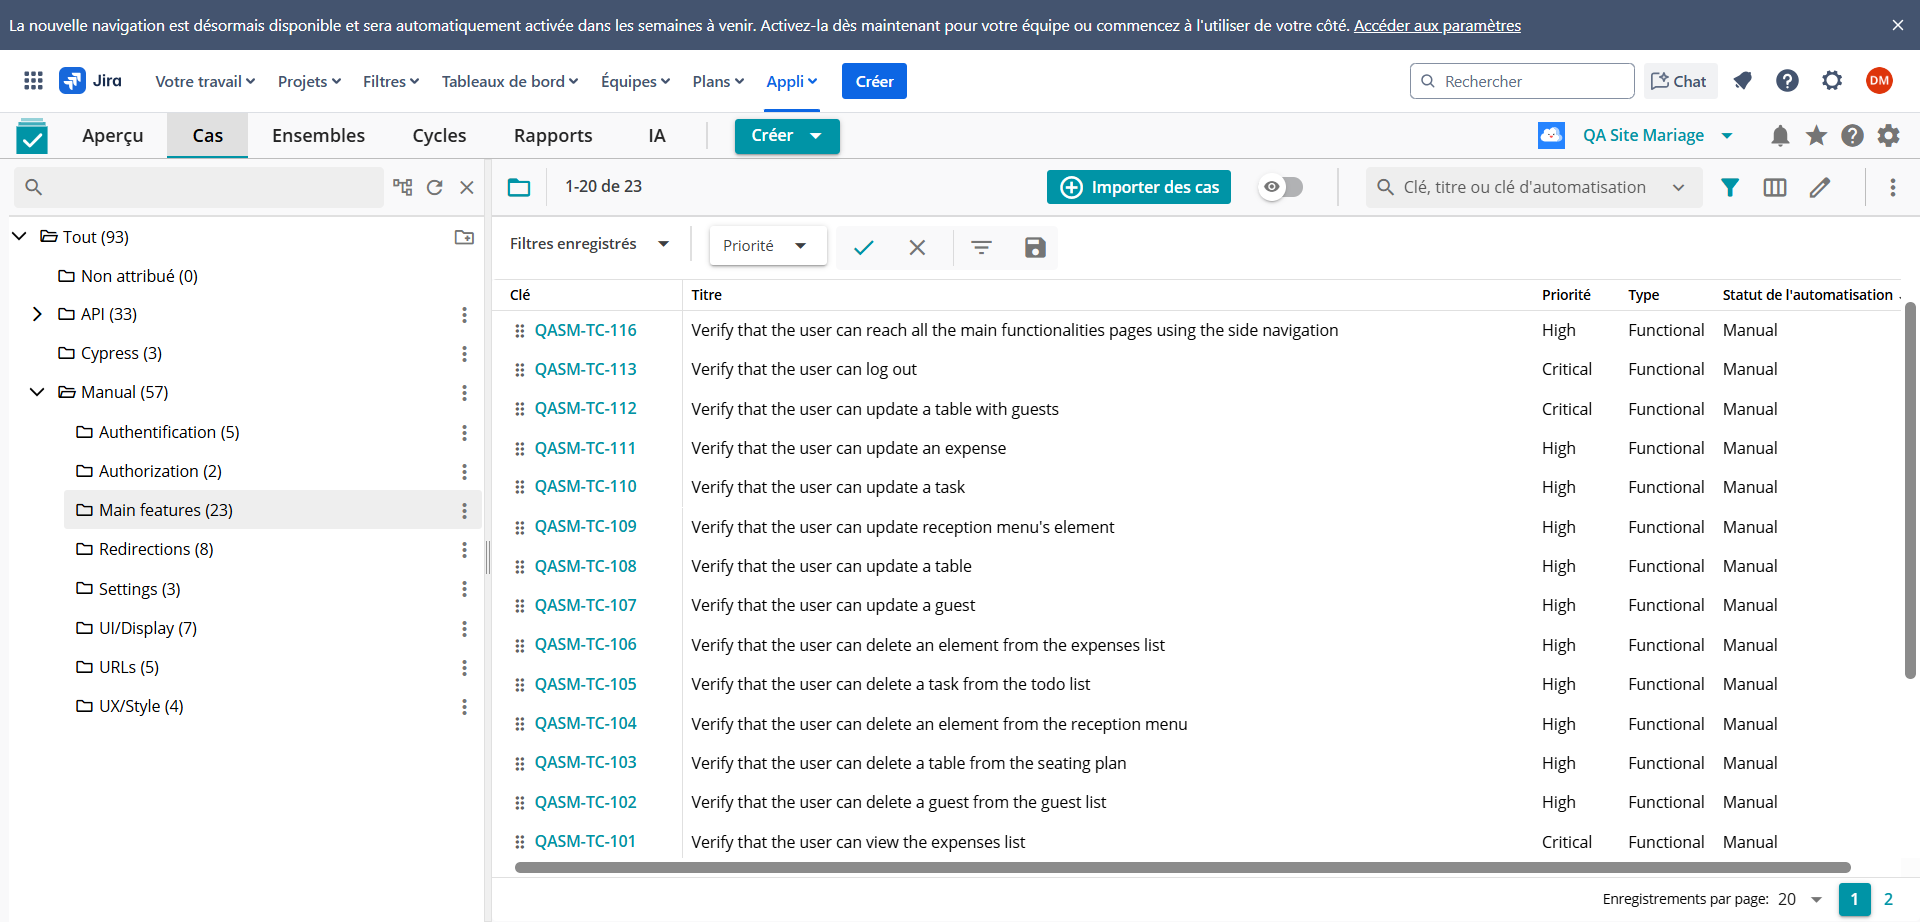 La nouvelle navigation est désormais disponible et sera automatiquement activée dans les semaines à venir. Activez-la dès maintenant pour votre équipe ou commencez à l'utiliser de votre côté. Accéder aux paramètres
Jira Votre travail Projets Filtres Tableaux de bord Équipes Plans Appli Créer Rechercher Chat DM
Aperçu Cas Ensembles Cycles Rapports IA Créer QA Site Mariage
1-20 de 23 Importer des cas Clé, titre ou clé d'automatisation
Tout (93)
Non attribué (0)
API (33)
Cypress (3)
Manual (57)
Authentification (5)
Authorization (2)
Main features (23)
Redirections (8)
Settings (3)
UI/Display (7)
URLs (5)
UX/Style (4)
Filtres enregistrés Priorité
Clé Titre Priorité Type Statut de l'automatisation
QASM-TC-116 Verify that the user can reach all the main functionalities pages using the side navigation High Functional Manual
QASM-TC-113 Verify that the user can log out Critical Functional Manual
QASM-TC-112 Verify that the user can update a table with guests Critical Functional Manual
QASM-TC-111 Verify that the user can update an expense High Functional Manual
QASM-TC-110 Verify that the user can update a task High Functional Manual
QASM-TC-109 Verify that the user can update reception menu's element High Functional Manual
QASM-TC-108 Verify that the user can update a table High Functional Manual
QASM-TC-107 Verify that the user can update a guest High Functional Manual
QASM-TC-106 Verify that the user can delete an element from the expenses list High Functional Manual
QASM-TC-105 Verify that the user can delete a task from the todo list High Functional Manual
QASM-TC-104 Verify that the user can delete an element from the reception menu High Functional Manual
QASM-TC-103 Verify that the user can delete a table from the seating plan High Functional Manual
QASM-TC-102 Verify that the user can delete a guest from the guest list High Functional Manual
QASM-TC-101 Verify that the user can view the expenses list Critical Functional Manual
Enregistrements par page: 20 1 2